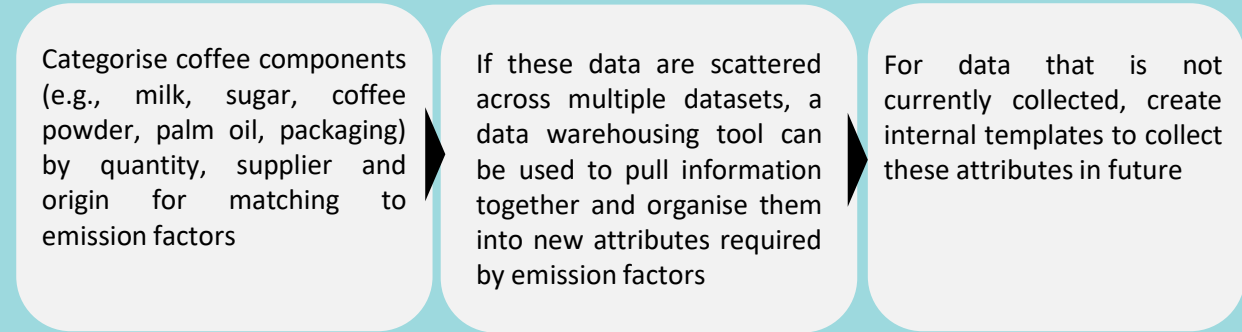 Categorise coffee components
(e.g., milk, sugar, coffee
powder, palm oil, packaging)
by quantity, supplier and
origin for matching to
emission factors
If these data are scattered
across multiple datasets, a
data warehousing tool can
be used to pull information
together and organise them
into new attributes required
by emission factors
For data that is not
currently collected, create
internal templates to collect
these attributes in future